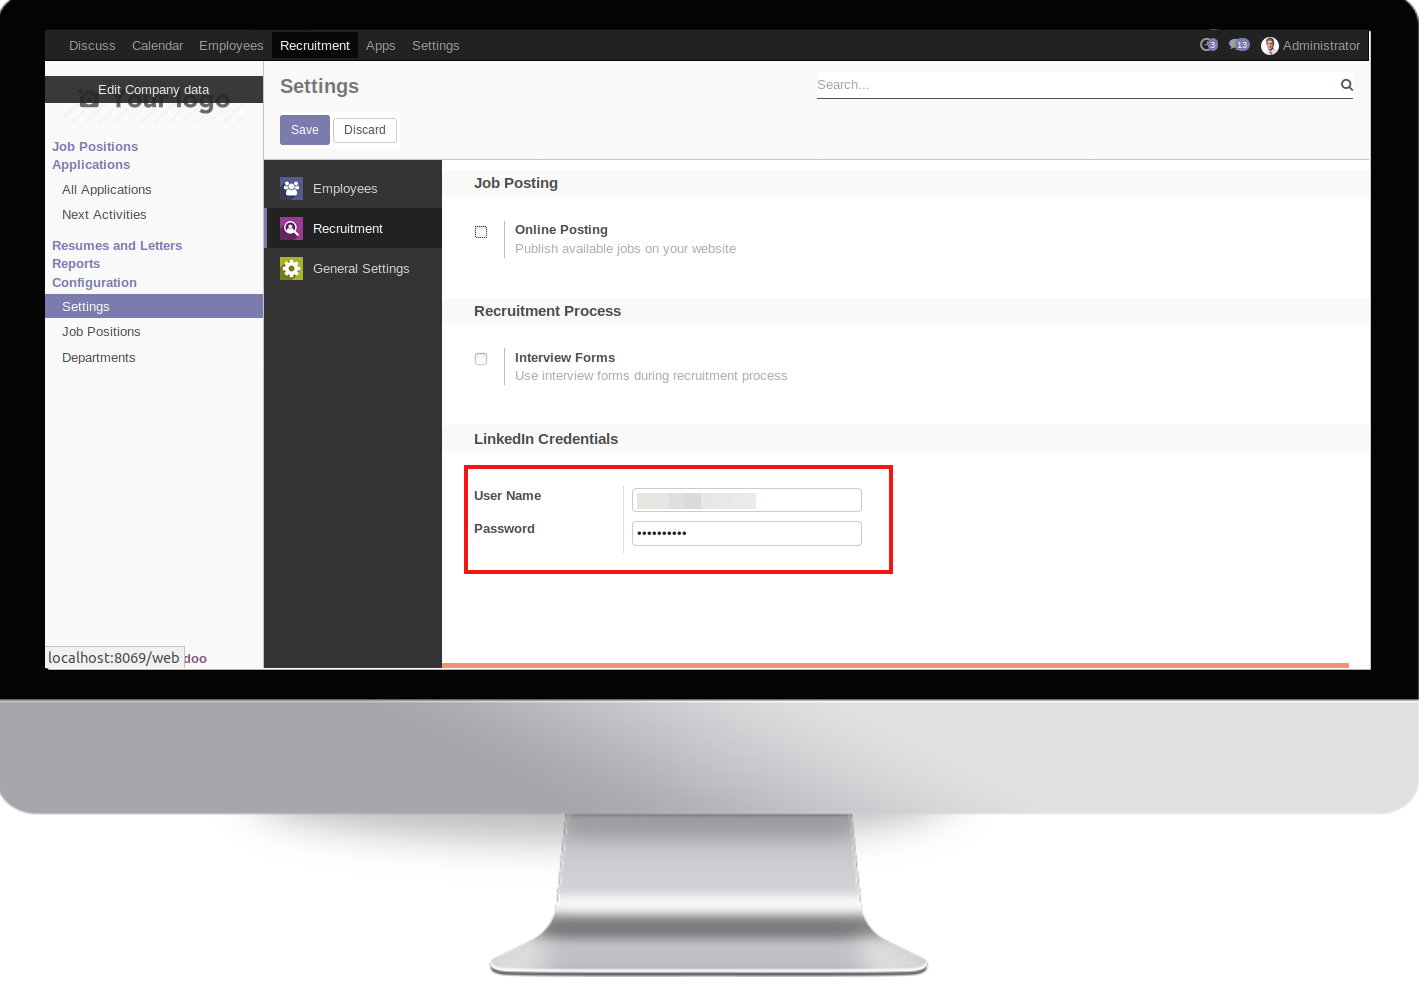 Discuss Calendar Employees Recruitment Apps Settings 3 13 Administrator
Edit Company data
Your logo
Settings
Search...
Save Discard
Job Positions
Applications
All Applications
Next Activities
Resumes and Letters
Reports
Configuration
Settings
Job Positions
Departments
localhost:8069/web doo
Employees
Recruitment
General Settings
Job Posting
Online Posting
Publish available jobs on your website
Recruitment Process
Interview Forms
Use interview forms during recruitment process
LinkedIn Credentials
User Name
Password ••••••••••